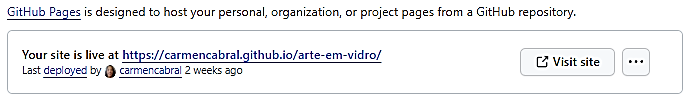 GitHub Pages is designed to host your personal, organization, or project pages from a GitHub repository.
Your site is live at https://carmencabral.github.io/arte-em-vidro/
Last deployed by carmencabral 2 weeks ago
Visit site